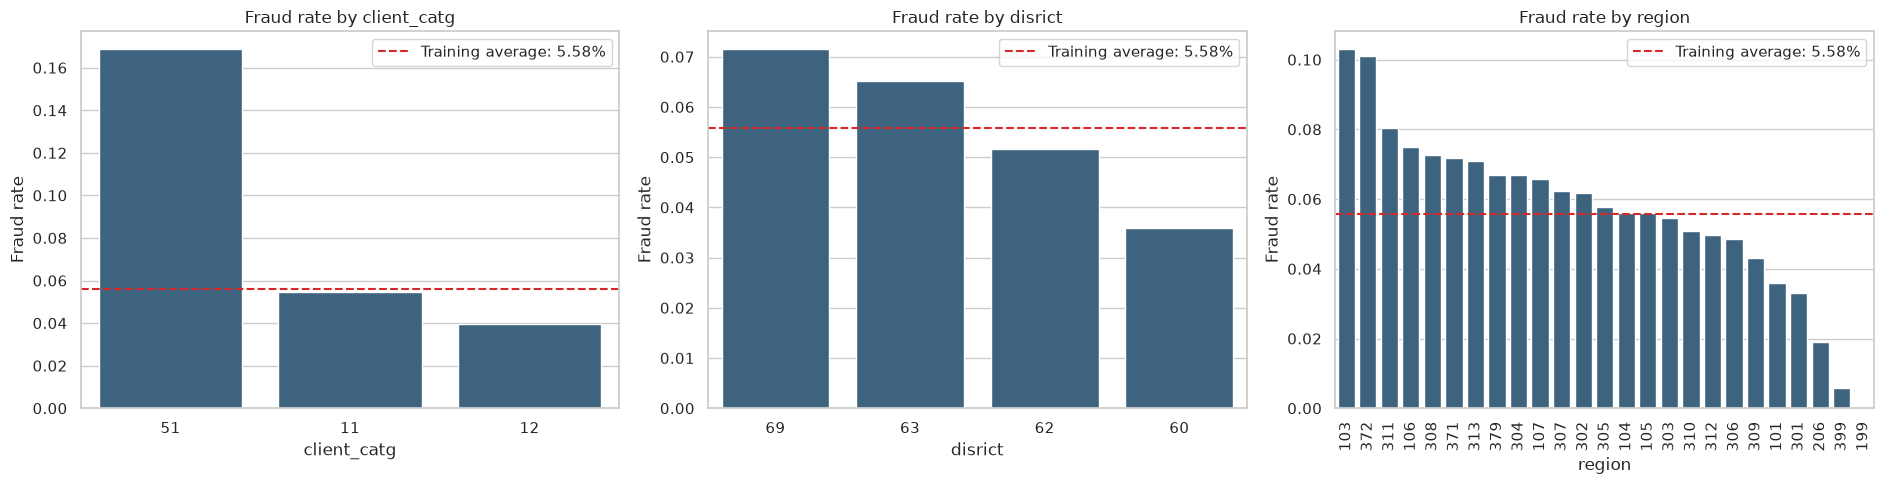 Fraud rate by client_catg
Training average: 5.58%
Fraud rate
0.16
0.14
0.12
0.10
0.08
0.06
0.04
0.02
0.00
51 11 12
client_catg
Fraud rate by disrict
Training average: 5.58%
Fraud rate
0.07
0.06
0.05
0.04
0.03
0.02
0.01
0.00
69 63 62 60
disrict
Fraud rate by region
Training average: 5.58%
Fraud rate
0.10
0.08
0.06
0.04
0.02
0.00
103 372 311 106 308 371 313 379 304 107 307 302 305 104 105 303 310 312 306 309 101 301 206 399 199
region